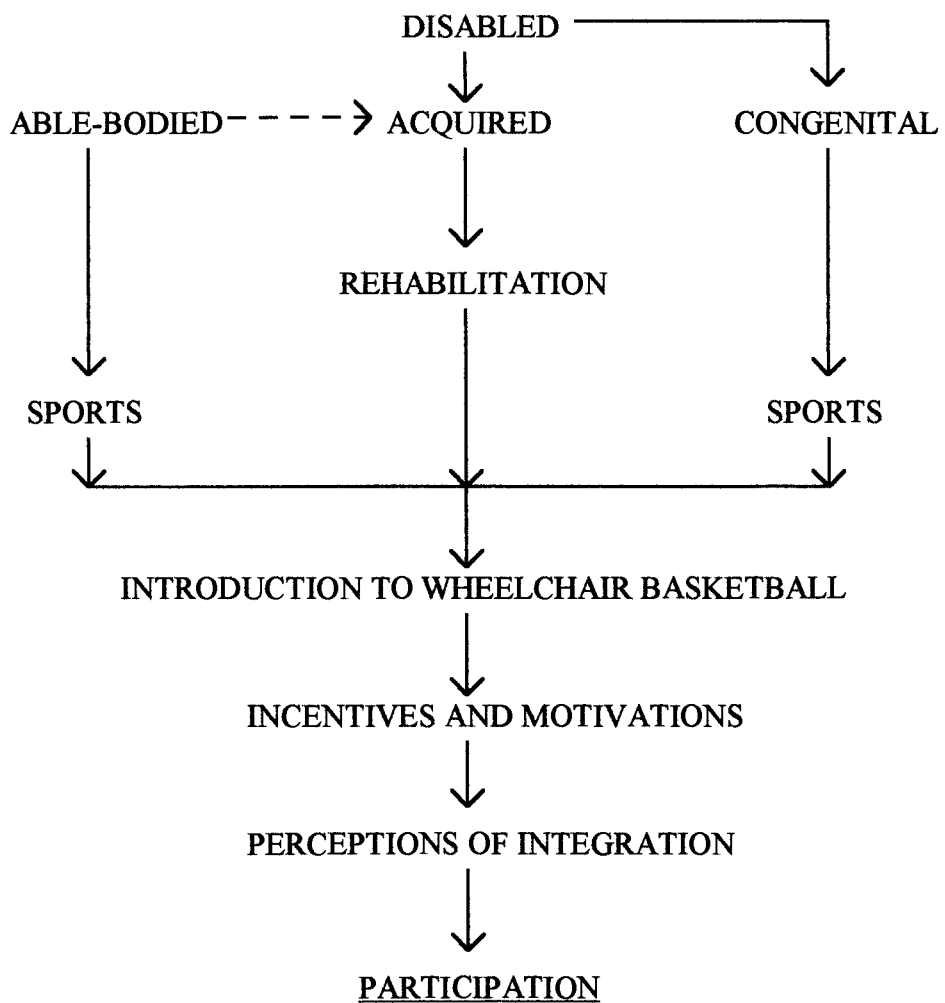 DISABLED
ABLE-BODIED ACQUIRED CONGENITAL
REHABILITATION
SPORTS SPORTS
INTRODUCTION TO WHEELCHAIR BASKETBALL
INCENTIVES AND MOTIVATIONS
PERCEPTIONS OF INTEGRATION
PARTICIPATION